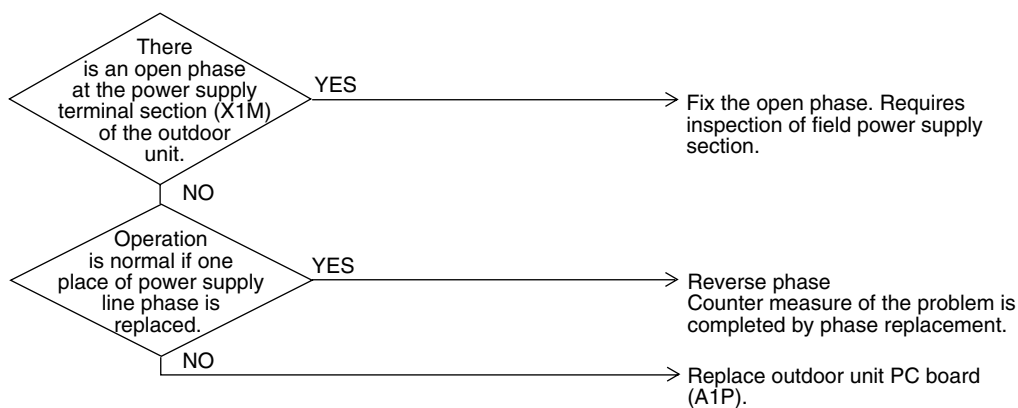 There
is an open phase
at the power supply
terminal section (X1M)
of the outdoor
unit.
YES
Fix the open phase. Requires
inspection of field power supply
section.
NO
Operation
is normal if one
place of power supply
line phase is
replaced.
YES
Reverse phase
Counter measure of the problem is
completed by phase replacement.
NO
Replace outdoor unit PC board
(A1P).